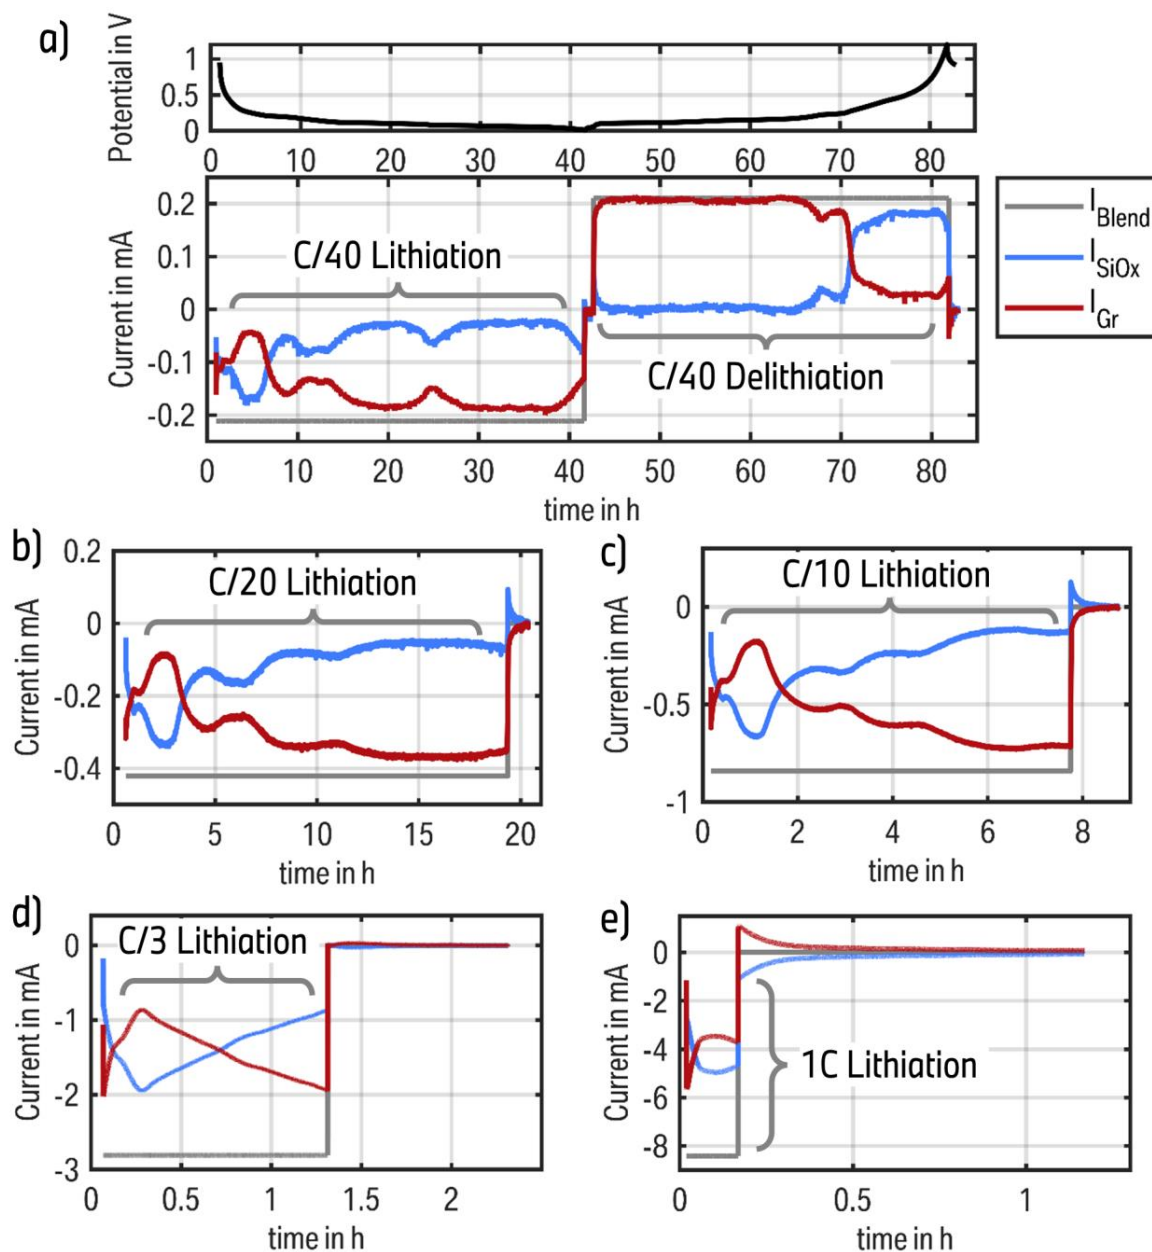 a)
Potential in V
1
0.5
0
0 10 20 30 40 50 60 70 80
Current in mA
0.2
0.1
0
-0.1
-0.2
C/40 Lithiation
C/40 Delithiation
0 10 20 30 40 50 60 70 80
time in h
I_Blend
I_SiOx
I_Gr
b)
Current in mA
0.2
0
-0.2
-0.4
C/20 Lithiation
0 5 10 15 20
time in h
c)
Current in mA
0
-0.5
-1
C/10 Lithiation
0 2 4 6 8
time in h
d)
Current in mA
0
-1
-2
-3
C/3 Lithiation
0 0.5 1 1.5 2
time in h
e)
Current in mA
0
-2
-4
-6
-8
1C Lithiation
0 0.5 1
time in h